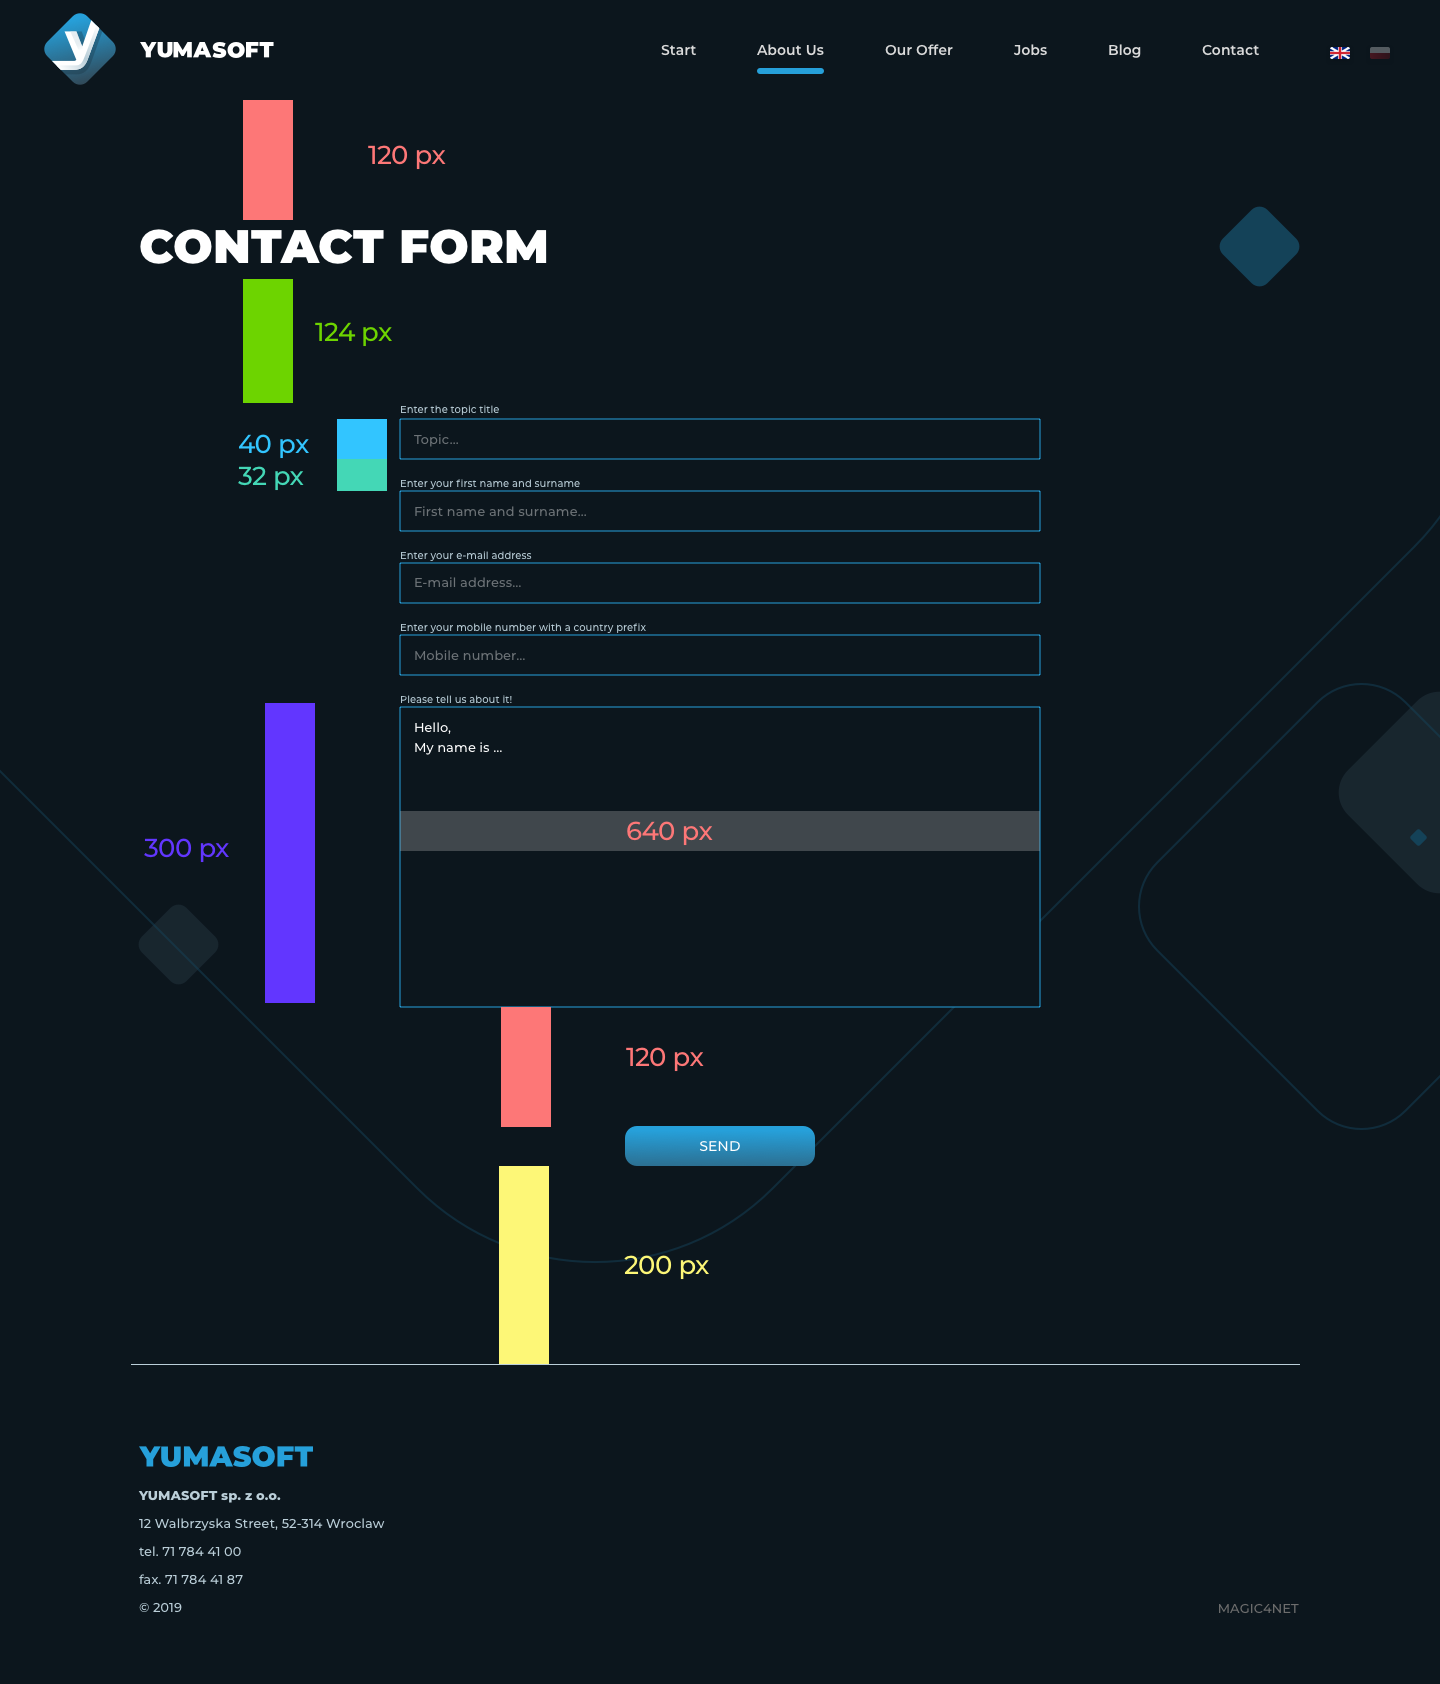 YUMASOFT
Start About Us Our Offer Jobs Blog Contact
120 px
CONTACT FORM
124 px
Enter the topic title
Topic...
40 px
32 px
Enter your first name and surname
First name and surname...
Enter your e-mail address
E-mail address...
Enter your mobile number with a country prefix
Mobile number...
Please tell us about it!
Hello,
My name is ...
640 px
300 px
120 px
SEND
200 px
YUMASOFT
YUMASOFT sp. z o.o.
12 Walbrzyska Street, 52-314 Wroclaw
tel. 71 784 41 00
fax. 71 784 41 87
© 2019
MAGIC4NET